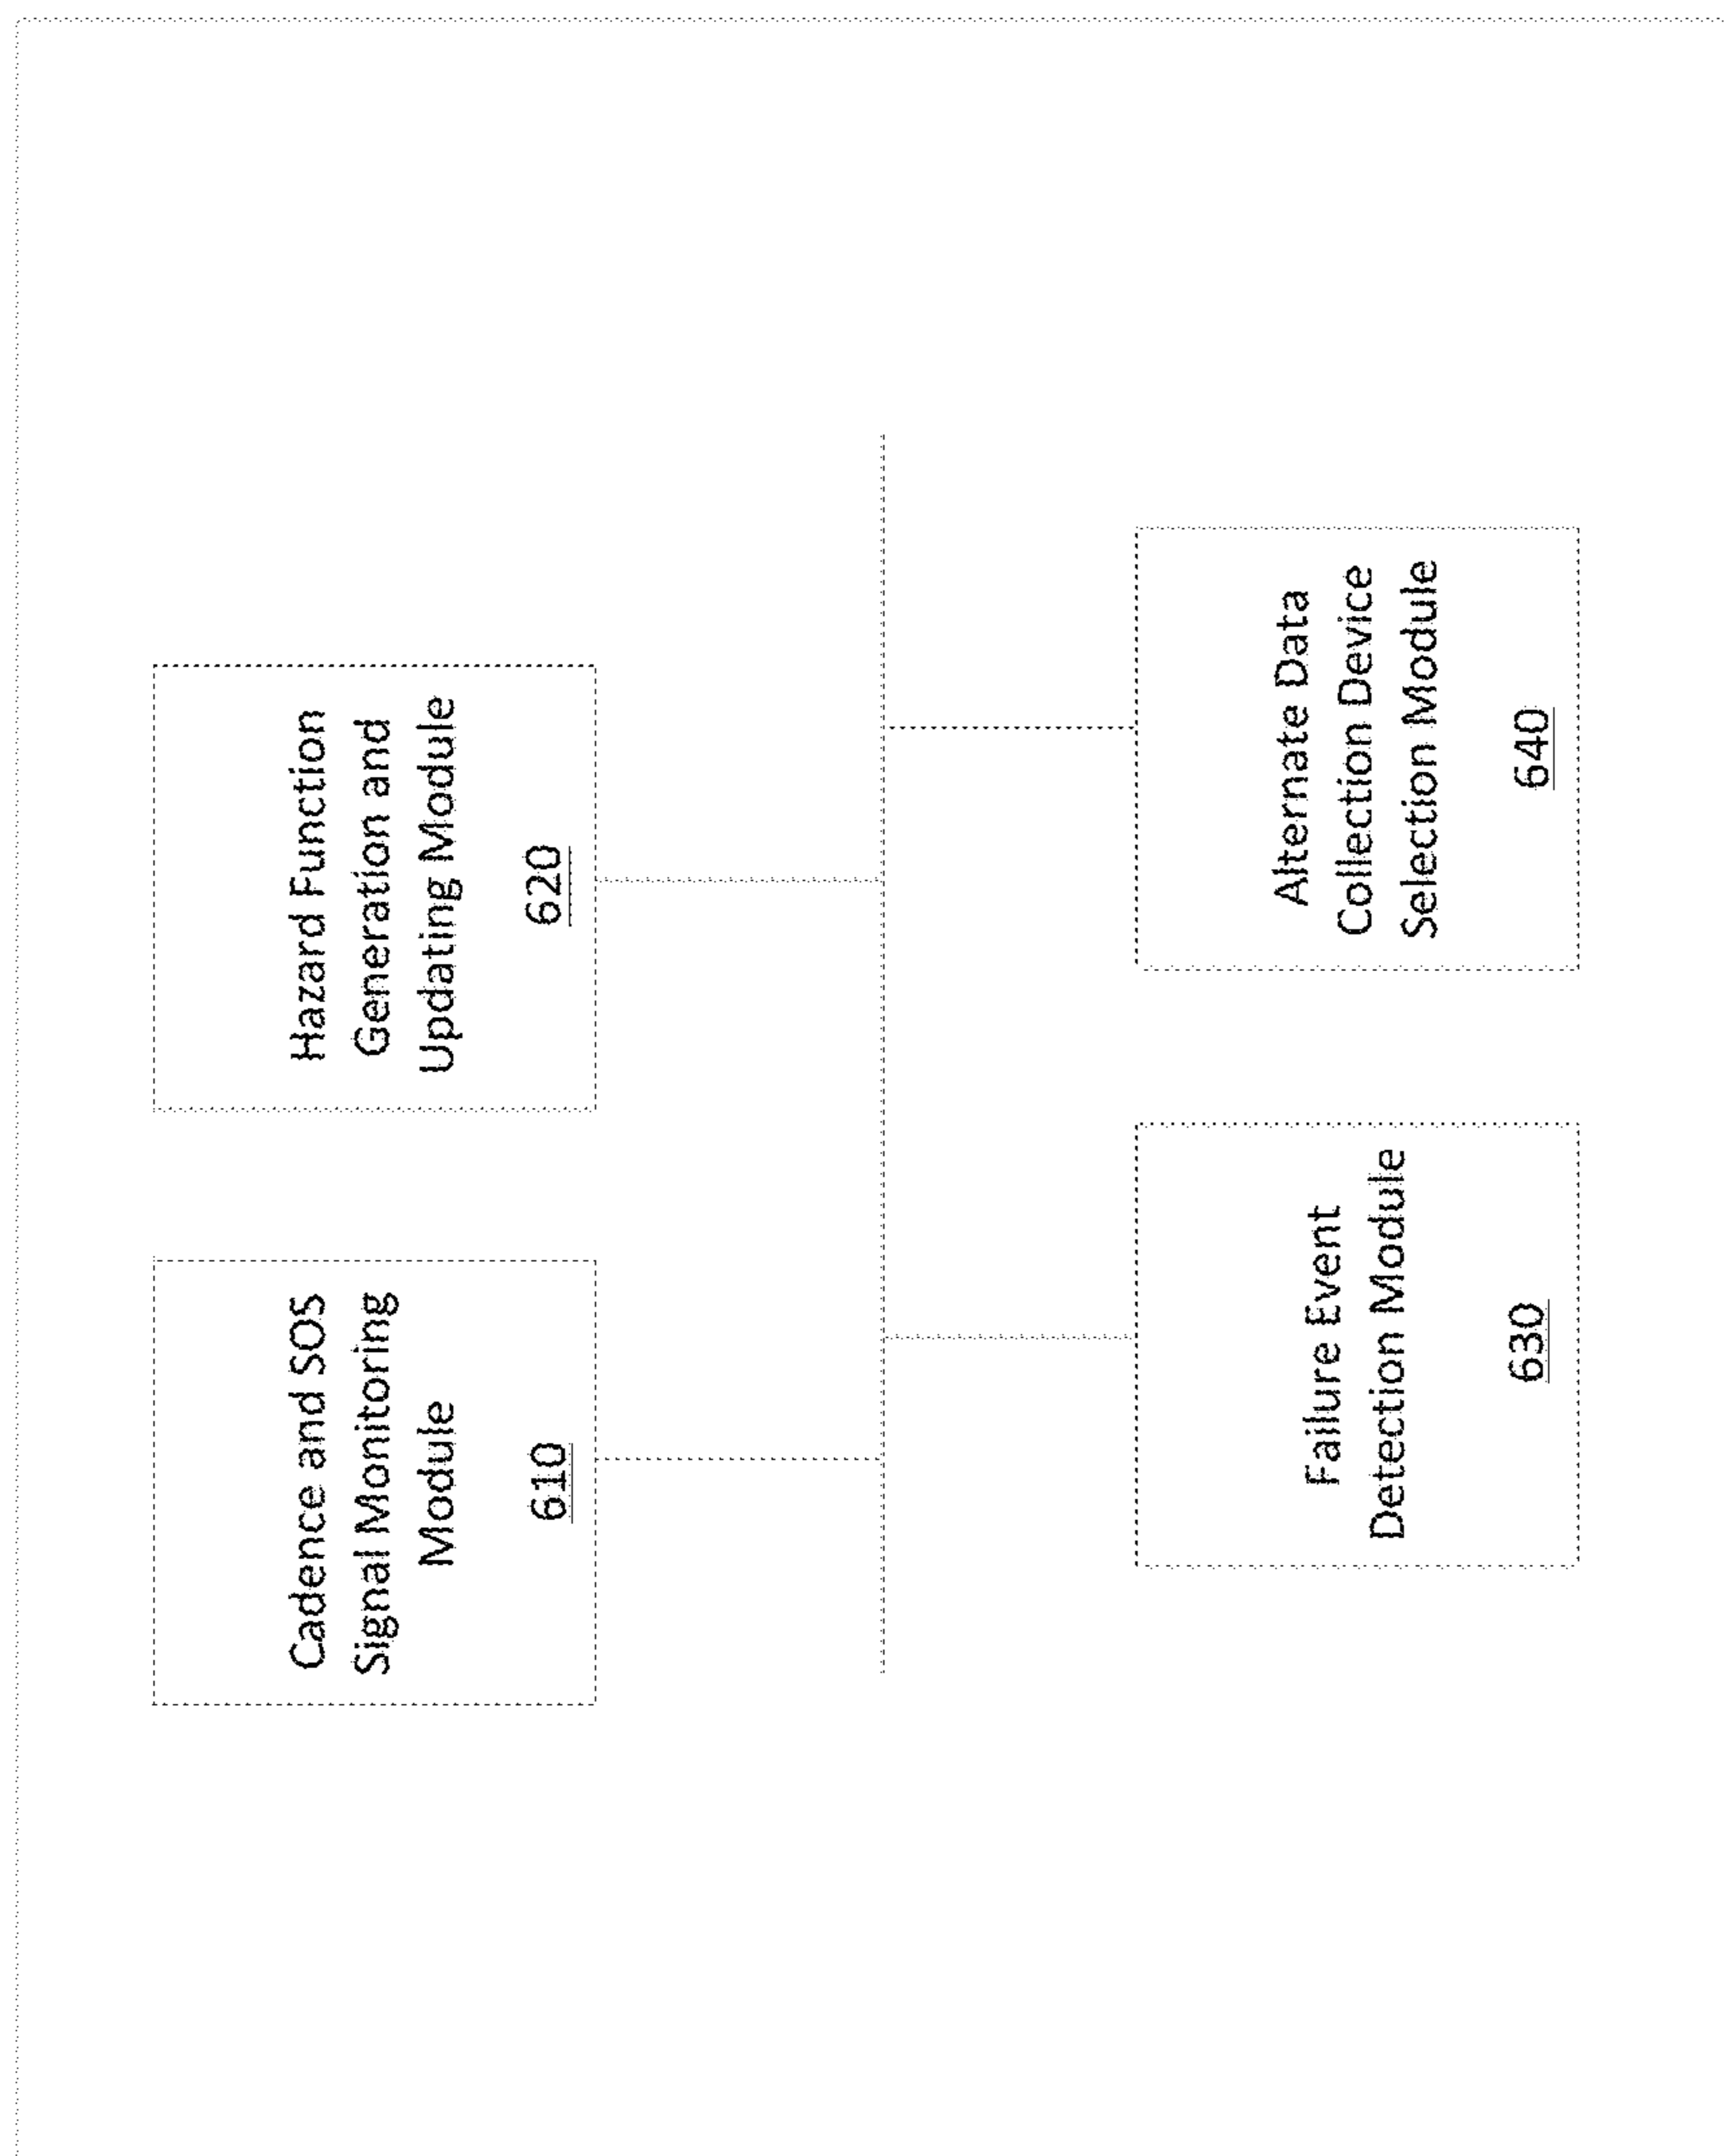 Cadence and SOS
Signal Monitoring
Module
610
Hazard Function
Generation and
Updating Module
620
Failure Event
Detection Module
630
Alternate Data
Collection Device
Selection Module
640